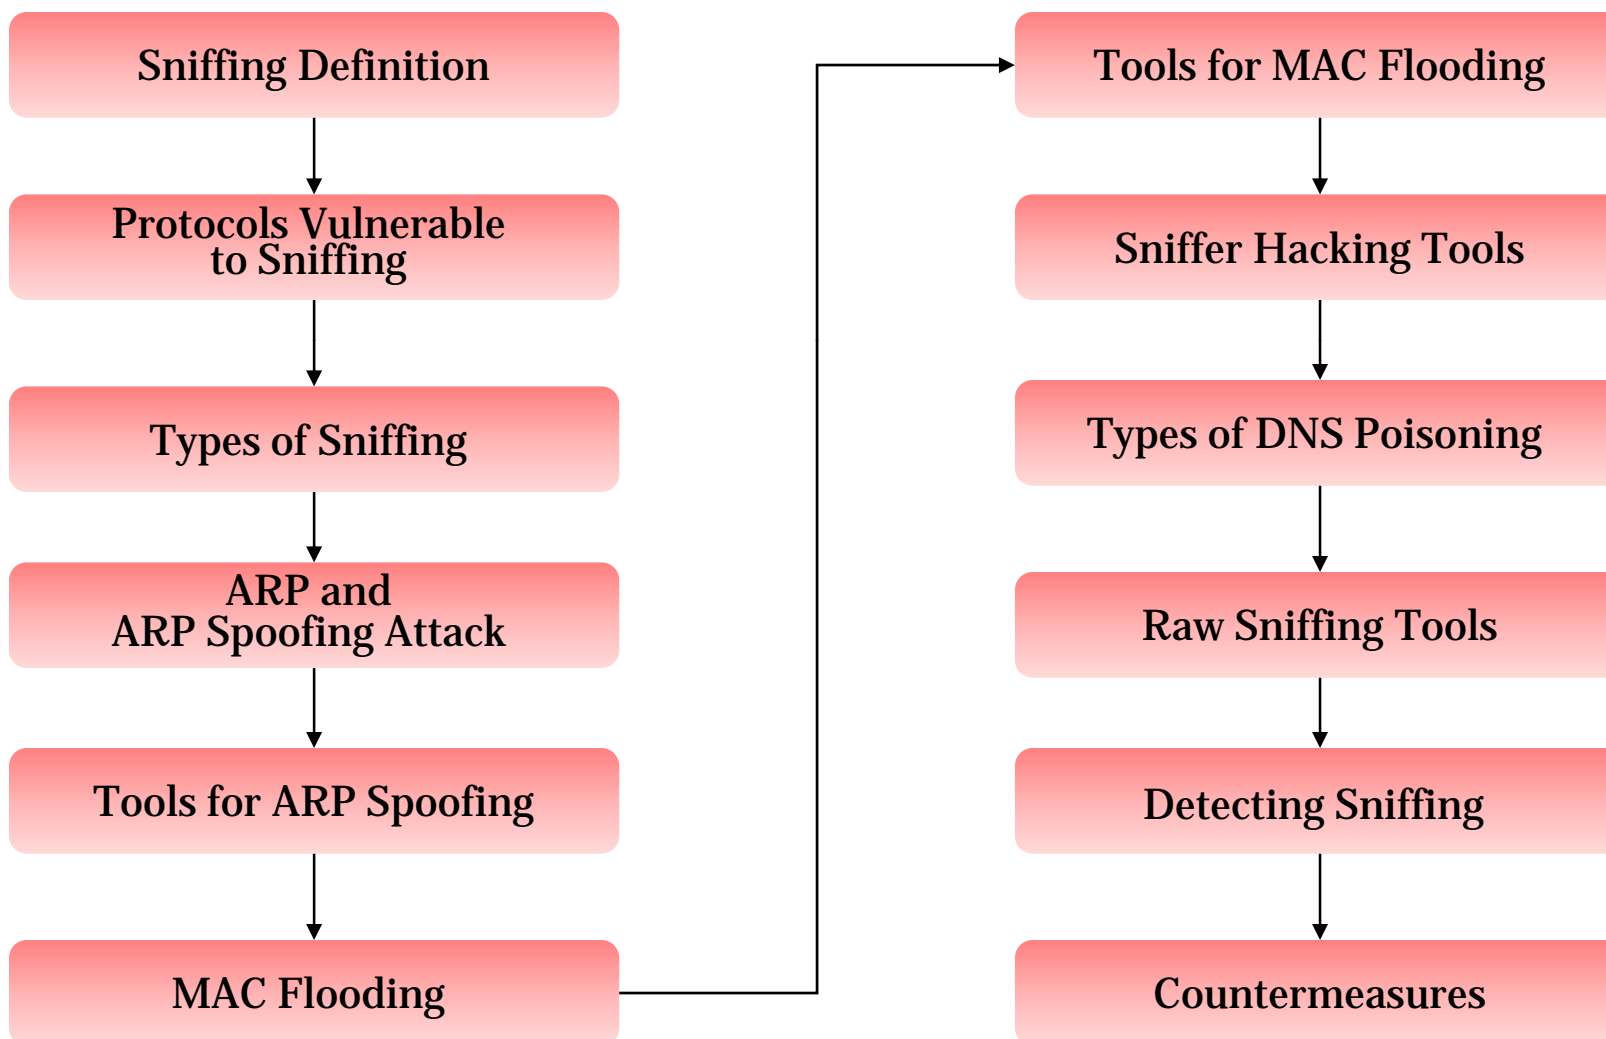 Sniffing Definition
Protocols Vulnerable
to Sniffing
Types of Sniffing
ARP and
ARP Spoofing Attack
Tools for ARP Spoofing
MAC Flooding
Tools for MAC Flooding
Sniffer Hacking Tools
Types of DNS Poisoning
Raw Sniffing Tools
Detecting Sniffing
Countermeasures